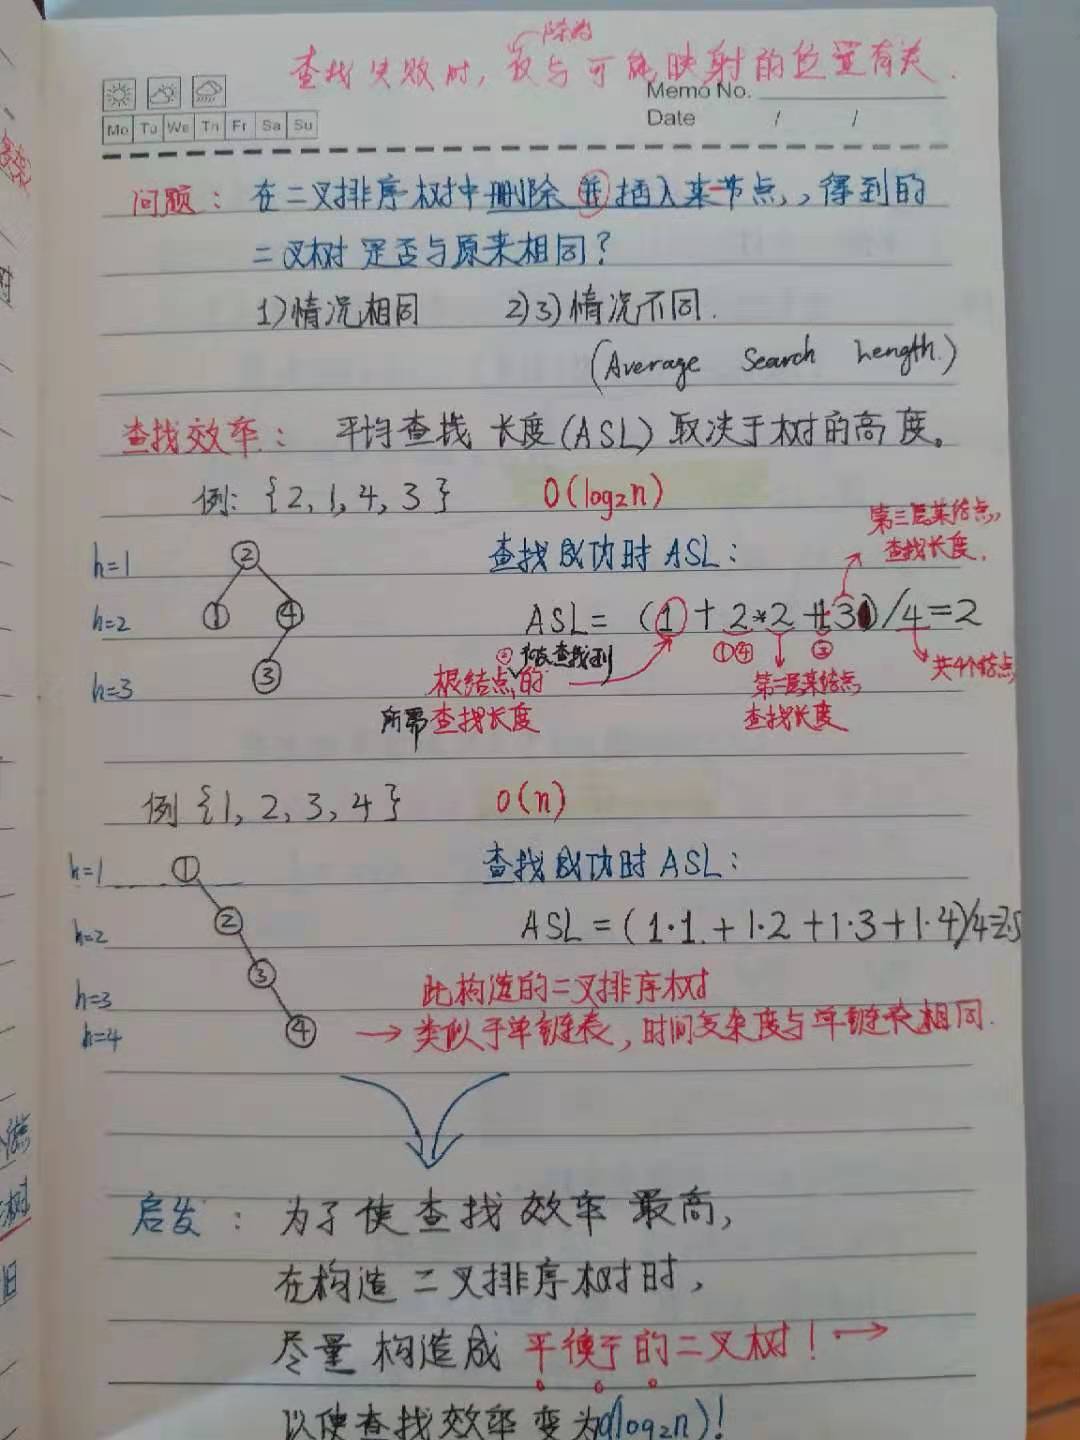 除为
查找失败时，仅与可能映射的位置有关.
Memo No.
Mo Tu We Th Fr Sa Su
Date / /
问题： 在二叉排序树中删除并插入某节点,，得到的
二叉树是否与原来相同？
1)情况相同 2)3)情况不同.
(Average Search Length.)
查找效率： 平均查找长度(ASL)取决于树的高度。
例: {2, 1, 4, 3} O(log₂n)
第三层某结点,
查找长度.
h=1 ② 查找成功时ASL：
h=2 ① ④ ASL= (1 + 2*2 + 1·3)/4=2
② 被查找到 ①④ ③ 共4个结点
h=3 ③ 根结点的 第二层某结点
所需查找长度 查找长度
例 {1, 2, 3, 4} O(n)
h=1 ① 查找成功时ASL：
h=2 ② ASL = (1·1 + 1·2 + 1·3 + 1·4)/4=2.5
h=3 ③ 此构造的二叉排序树
h=4 ④ → 类似于单链表，时间复杂度与单链表相同.
启发： 为了使查找效率最高，
在构造二叉排序树时，
尽量构造成 平衡的二叉树！→
以使查找效率变为O(log₂n)！